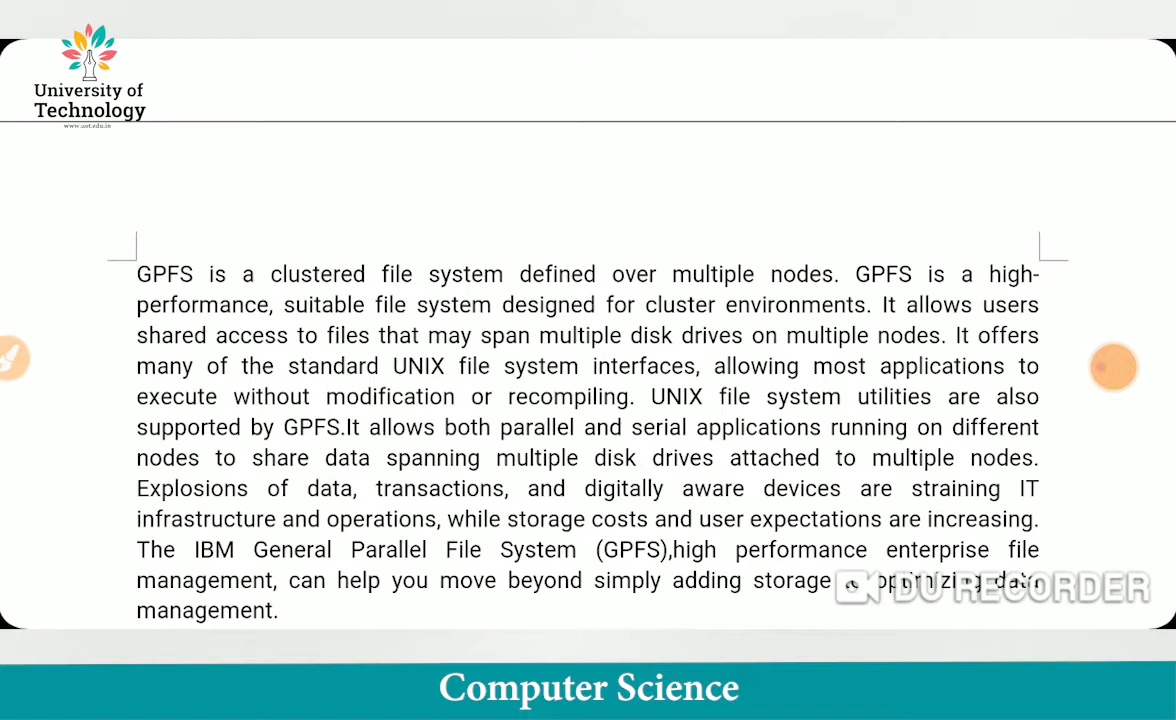 University of
Technology
www.uot.edu.in
GPFS is a clustered file system defined over multiple nodes. GPFS is a high-
performance, suitable file system designed for cluster environments. It allows users
shared access to files that may span multiple disk drives on multiple nodes. It offers
many of the standard UNIX file system interfaces, allowing most applications to
execute without modification or recompiling. UNIX file system utilities are also
supported by GPFS.It allows both parallel and serial applications running on different
nodes to share data spanning multiple disk drives attached to multiple nodes.
Explosions of data, transactions, and digitally aware devices are straining IT
infrastructure and operations, while storage costs and user expectations are increasing.
The IBM General Parallel File System (GPFS),high performance enterprise file
management, can help you move beyond simply adding storage to optimizing data
management.
DU RECORDER
Computer Science